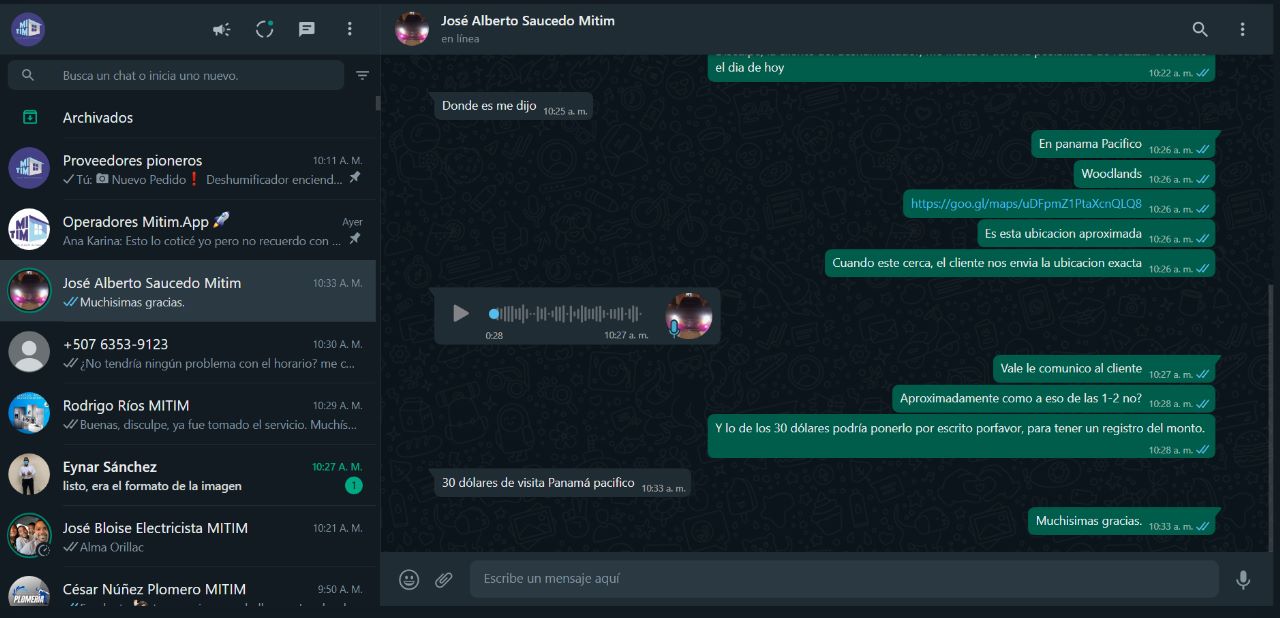 Busca un chat o inicia uno nuevo.
Archivados
Proveedores pioneros 10:11 A. M.
Tú: 📷 Nuevo Pedido❗ Deshumificador enciend...
Operadores Mitim.App 🚀 Ayer
Ana Karina: Esto lo coticé yo pero no recuerdo con ...
José Alberto Saucedo Mitim 10:33 A. M.
Muchisimas gracias.
+507 6353-9123 10:30 A. M.
¿No tendría ningún problema con el horario? me c...
Rodrigo Ríos MITIM 10:29 A. M.
Buenas, disculpe, ya fue tomado el servicio. Muchís...
Eynar Sánchez 10:27 A. M.
listo, era el formato de la imagen 1
José Bloise Electricista MITIM 10:21 A. M.
Alma Orillac
César Núñez Plomero MITIM 9:50 A. M.
José Alberto Saucedo Mitim
en línea
el dia de hoy 10:22 a. m.
Donde es me dijo 10:25 a. m.
En panama Pacifico 10:26 a. m.
Woodlands 10:26 a. m.
https://goo.gl/maps/uDFpmZ1PtaXcnQLQ8 10:26 a. m.
Es esta ubicacion aproximada 10:26 a. m.
Cuando este cerca, el cliente nos envia la ubicacion exacta 10:26 a. m.
0:28 10:27 a. m.
Vale le comunico al cliente 10:27 a. m.
Aproximadamente como a eso de las 1-2 no? 10:28 a. m.
Y lo de los 30 dólares podría ponerlo por escrito porfavor, para tener un registro del monto.
10:28 a. m.
30 dólares de visita Panamá pacifico 10:33 a. m.
Muchisimas gracias. 10:33 a. m.
Escribe un mensaje aquí